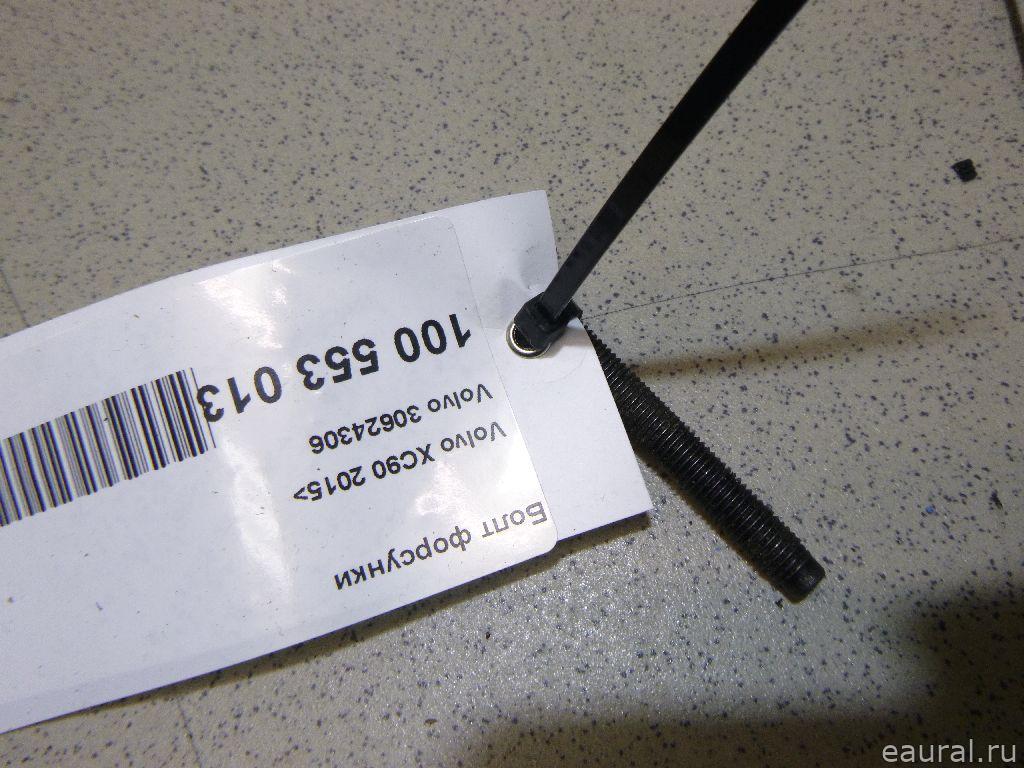 Болт форсунки
Volvo XC90 2015>
Volvo 30624306
100 553 013
eaural.ru